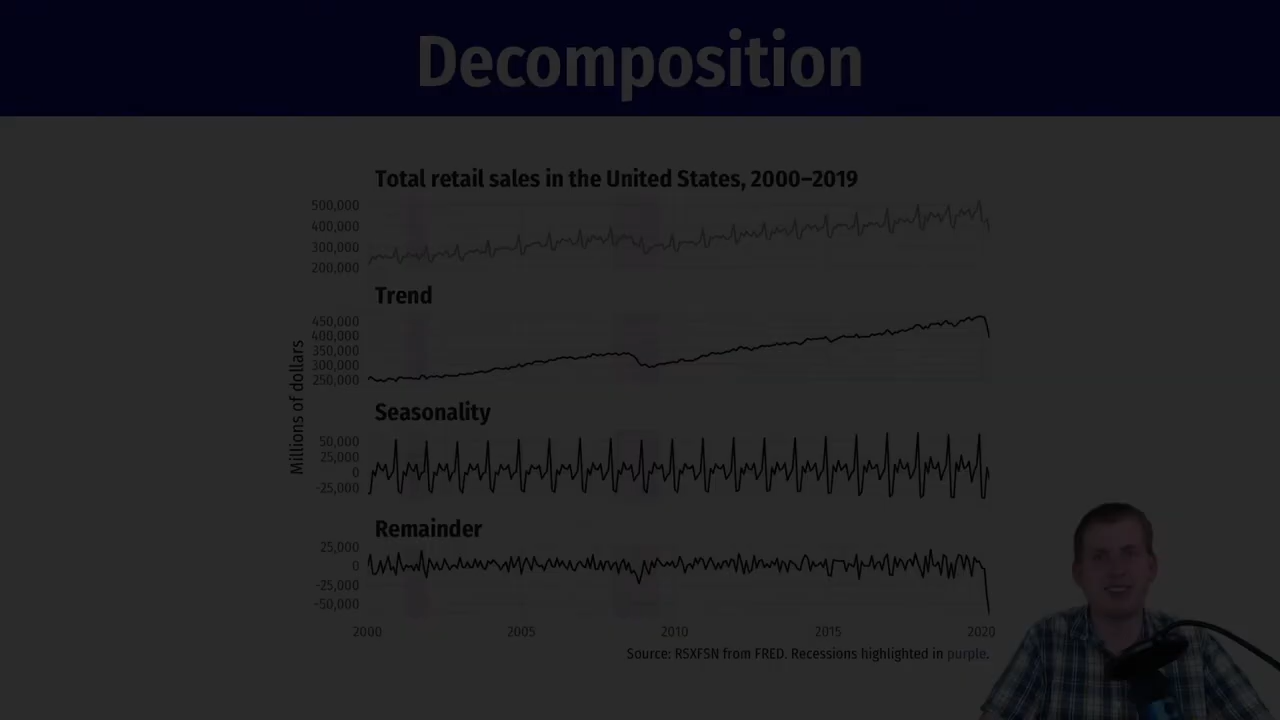 Decomposition
Total retail sales in the United States, 2000–2019
500,000
400,000
300,000
200,000
Trend
450,000
400,000
350,000
300,000
250,000
Millions of dollars
Seasonality
50,000
25,000
0
-25,000
Remainder
25,000
0
-25,000
-50,000
2000 2005 2010 2015 2020
Source: RSXFSN from FRED. Recessions highlighted in purple.